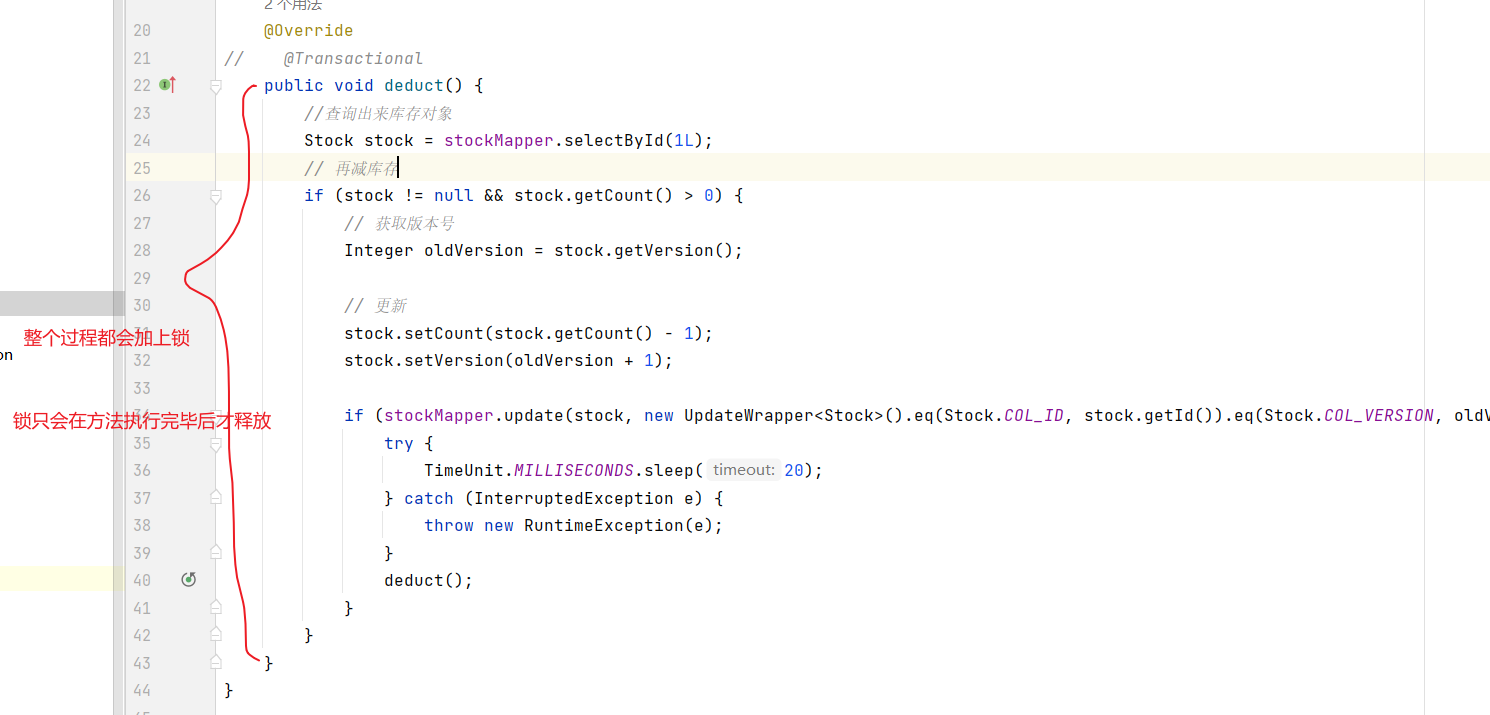 2 个用法
20 @Override
21 // @Transactional
22 public void deduct() {
23 //查询出来库存对象
24 Stock stock = stockMapper.selectById(1L);
25 // 再减库存
26 if (stock != null && stock.getCount() > 0) {
27 // 获取版本号
28 Integer oldVersion = stock.getVersion();
29
30 // 更新
31 stock.setCount(stock.getCount() - 1);
整个过程都会加上锁
on
32 stock.setVersion(oldVersion + 1);
33
34 if (stockMapper.update(stock, new UpdateWrapper<Stock>().eq(Stock.COL_ID, stock.getId()).eq(Stock.COL_VERSION, oldV
锁只会在方法执行完毕后才释放
35 try {
36 TimeUnit.MILLISECONDS.sleep( timeout: 20);
37 } catch (InterruptedException e) {
38 throw new RuntimeException(e);
39 }
40 deduct();
41 }
42 }
43 }
44 }